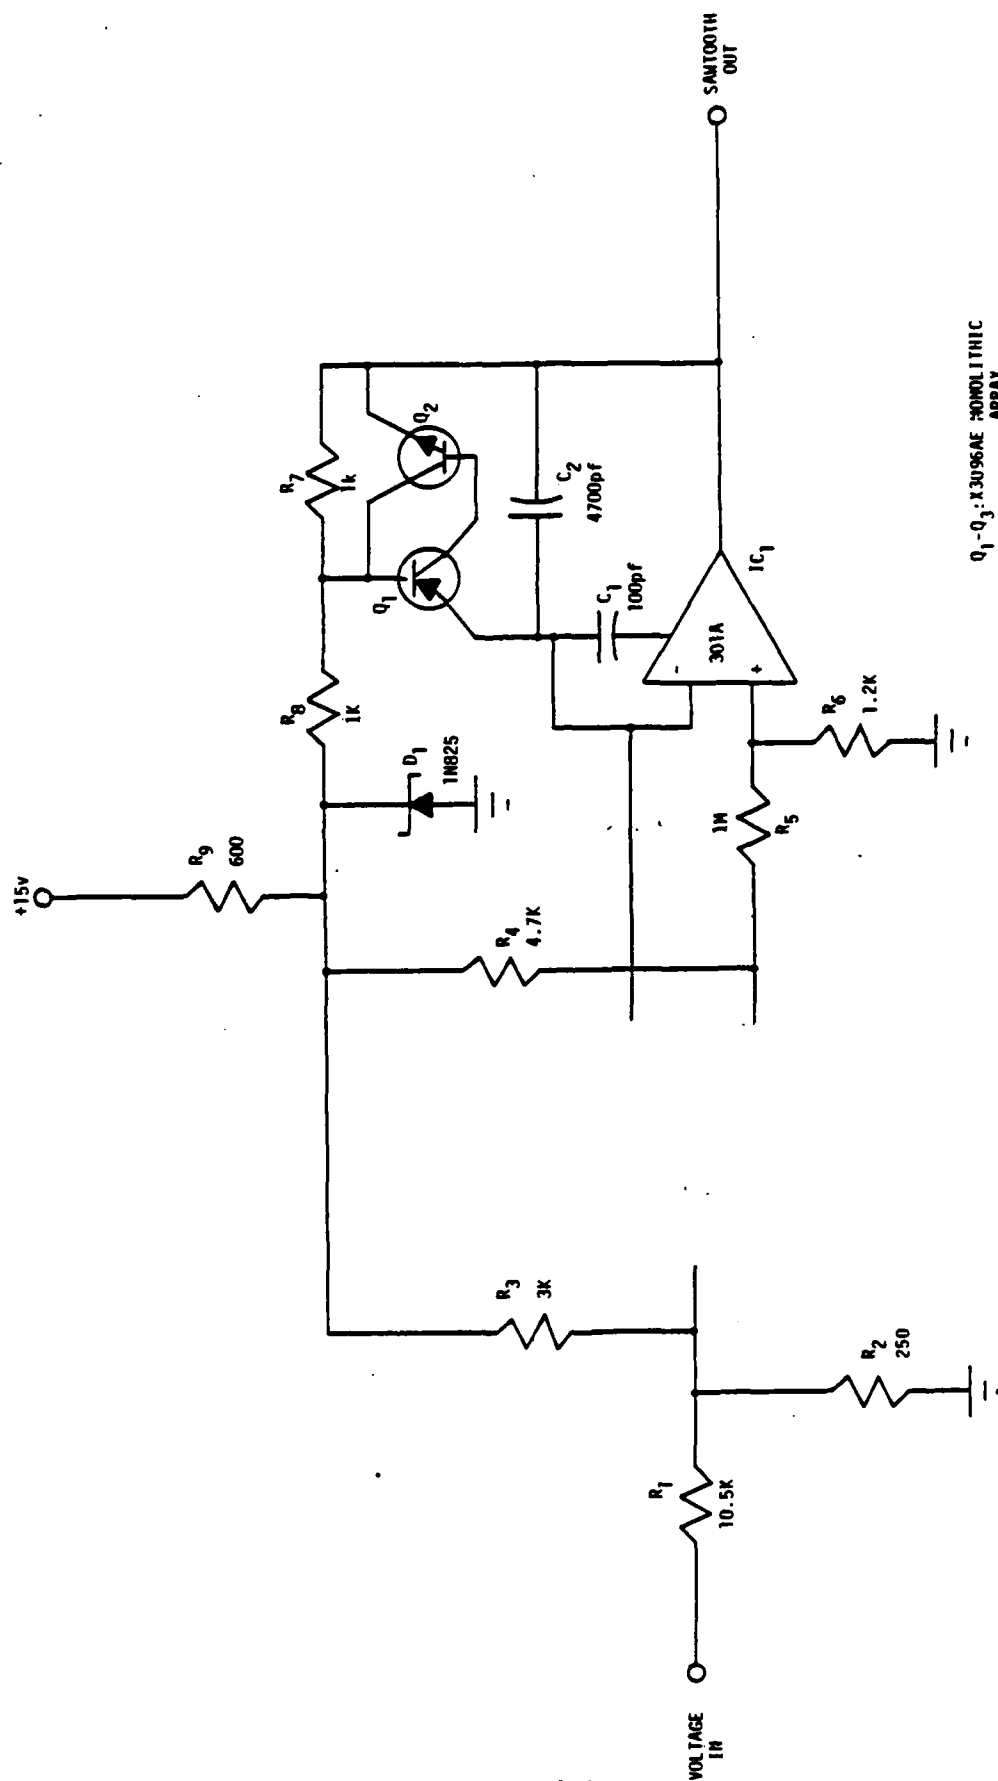 +15v
R9
600
R8
1K
R7
1k
Q2
Q1
D1
1N825
C2
4700pf
C1
100pf
IC1
301A
-
+
SAWTOOTH
OUT
R4
4.7K
1M
R5
R6
1.2K
R3
3K
R1
10.5K
R2
250
VOLTAGE
IN
Q1-Q3: X3096AE MONOLITHIC
ARRAY